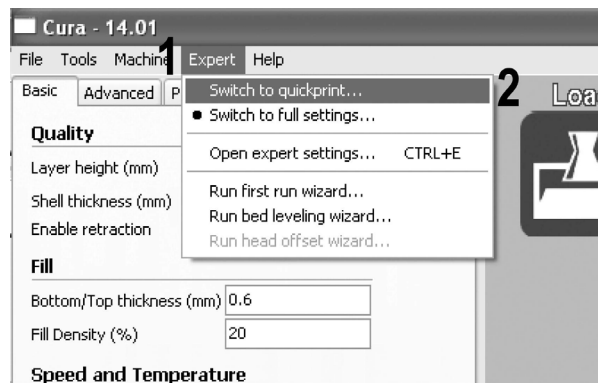 Cura - 14.01
File Tools Machine Expert Help
1
2
Basic Advanced P
Switch to quickprint...
Switch to full settings...
Open expert settings... CTRL+E
Run first run wizard...
Run bed leveling wizard...
Run head offset wizard...
Quality
Layer height (mm)
Shell thickness (mm)
Enable retraction
Fill
Bottom/Top thickness (mm) 0.6
Fill Density (%) 20
Speed and Temperature
Loa